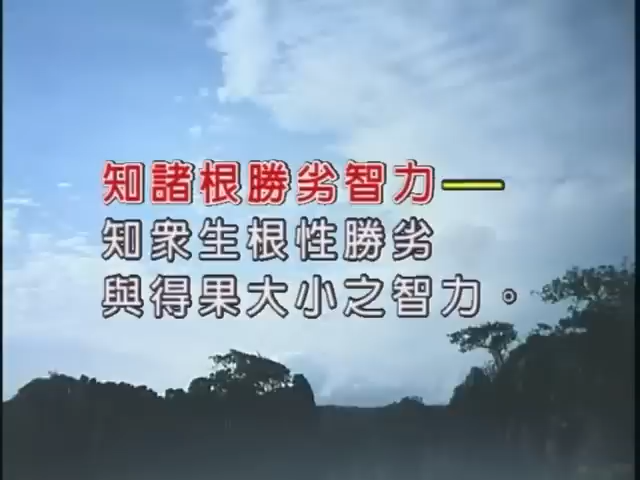 知諸根勝劣智力—
知眾生根性勝劣
與得果大小之智力。